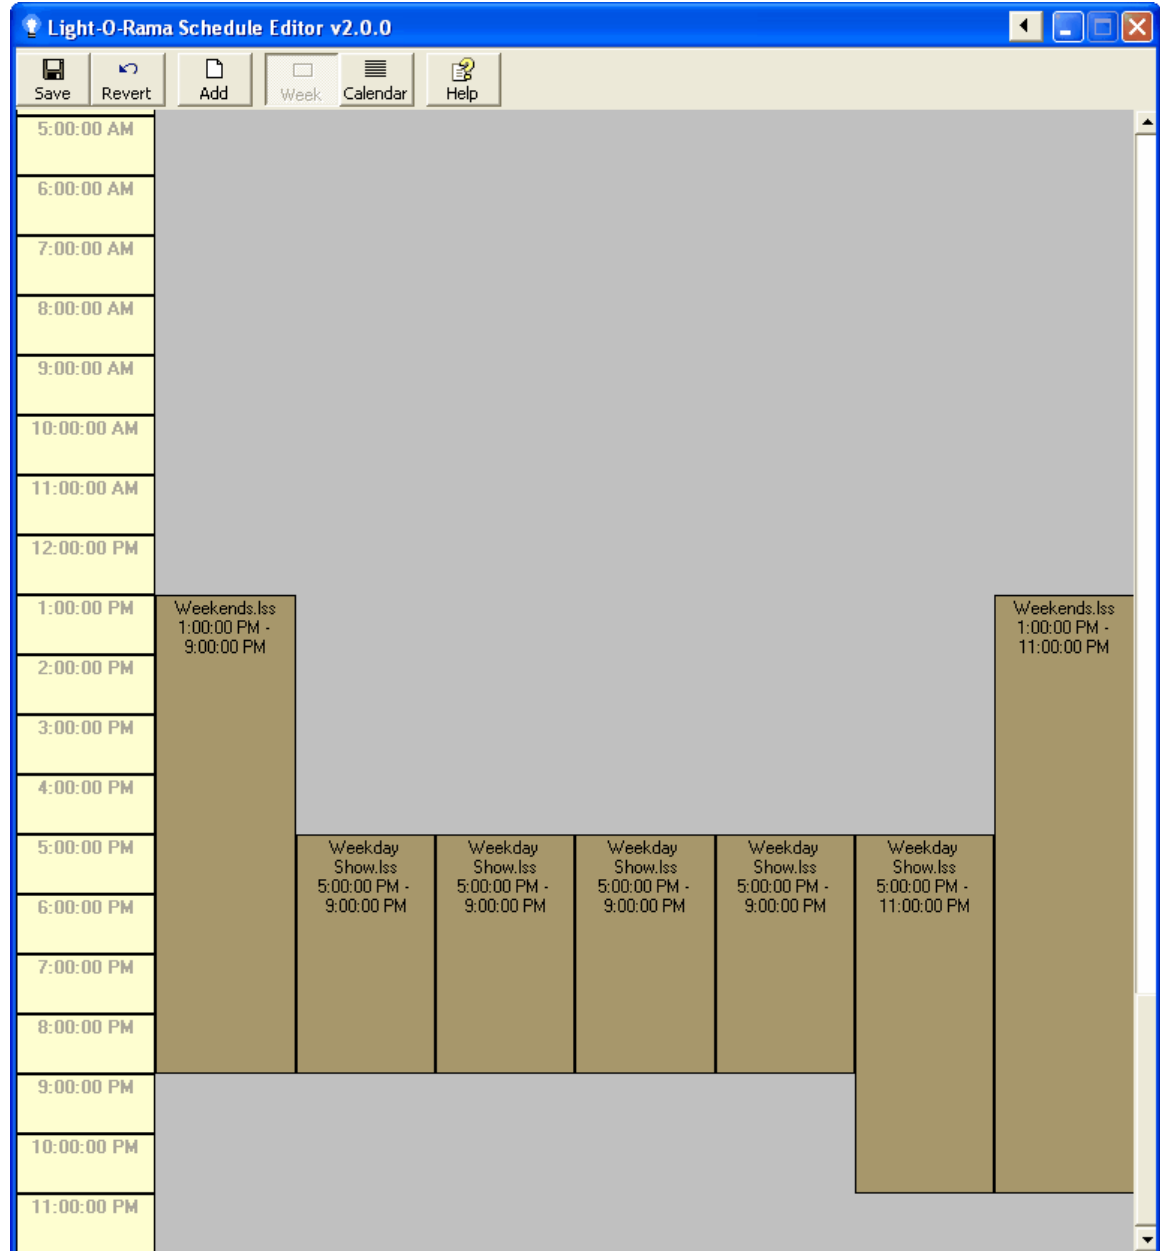 Light-O-Rama Schedule Editor v2.0.0
Save Revert Add Week Calendar Help
5:00:00 AM
6:00:00 AM
7:00:00 AM
8:00:00 AM
9:00:00 AM
10:00:00 AM
11:00:00 AM
12:00:00 PM
1:00:00 PM
2:00:00 PM
3:00:00 PM
4:00:00 PM
5:00:00 PM
6:00:00 PM
7:00:00 PM
8:00:00 PM
9:00:00 PM
10:00:00 PM
11:00:00 PM
Weekends.lss
1:00:00 PM -
9:00:00 PM
Weekday
Show.lss
5:00:00 PM -
9:00:00 PM
Weekday
Show.lss
5:00:00 PM -
9:00:00 PM
Weekday
Show.lss
5:00:00 PM -
9:00:00 PM
Weekday
Show.lss
5:00:00 PM -
9:00:00 PM
Weekday
Show.lss
5:00:00 PM -
11:00:00 PM
Weekends.lss
1:00:00 PM -
11:00:00 PM